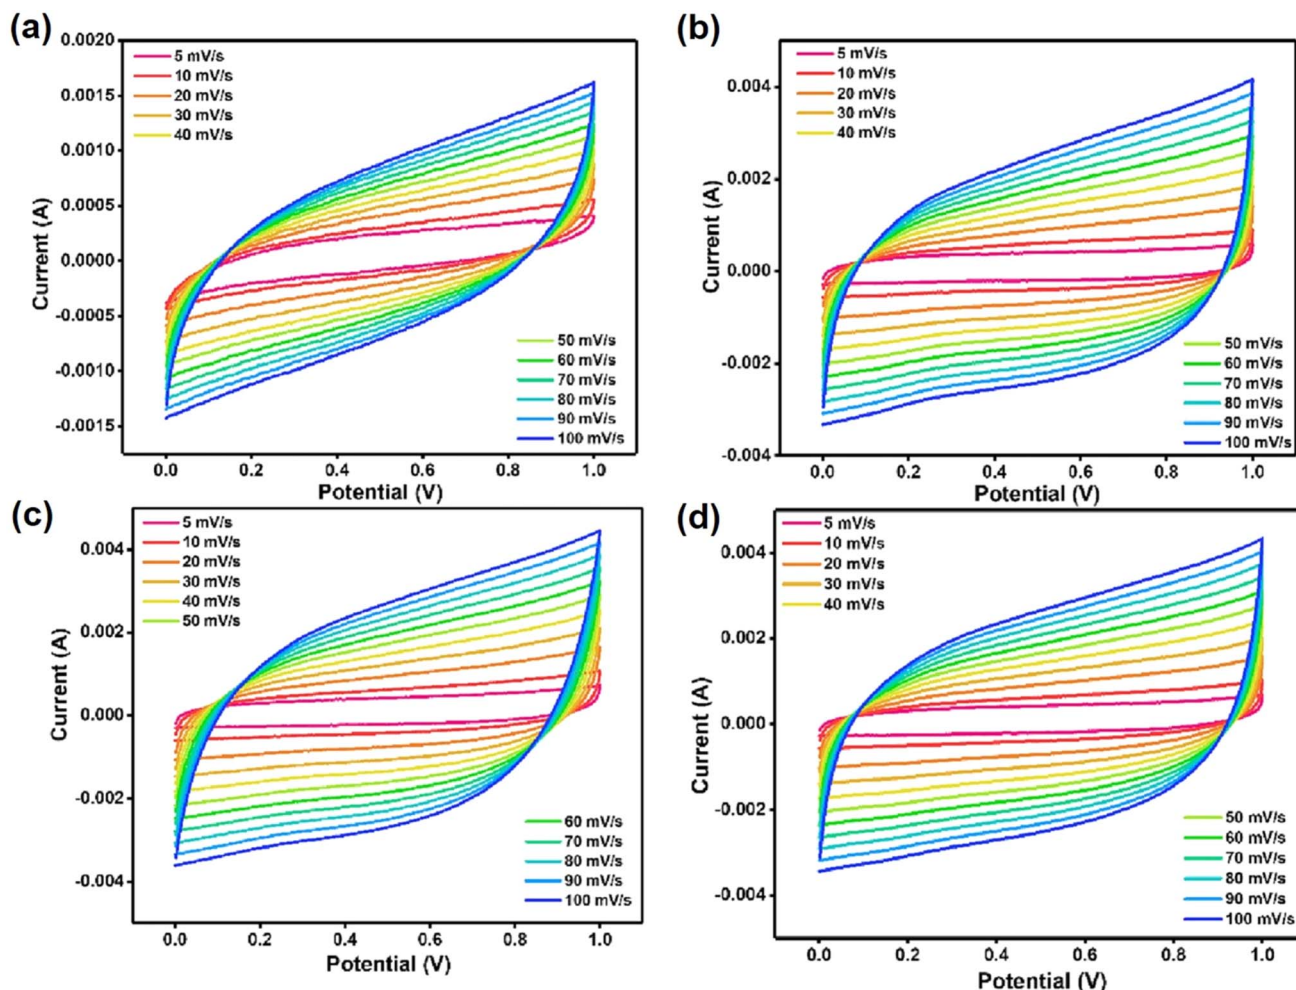 (a)
0.0020
0.0015
0.0010
0.0005
0.0000
-0.0005
-0.0010
-0.0015
Current (A)
5 mV/s
10 mV/s
20 mV/s
30 mV/s
40 mV/s
50 mV/s
60 mV/s
70 mV/s
80 mV/s
90 mV/s
100 mV/s
0.0 0.2 0.4 0.6 0.8 1.0
Potential (V)
(b)
0.004
0.002
0.000
-0.002
-0.004
Current (A)
5 mV/s
10 mV/s
20 mV/s
30 mV/s
40 mV/s
50 mV/s
60 mV/s
70 mV/s
80 mV/s
90 mV/s
100 mV/s
0.0 0.2 0.4 0.6 0.8 1.0
Potential (V)
(c)
0.004
0.002
0.000
-0.002
-0.004
Current (A)
5 mV/s
10 mV/s
20 mV/s
30 mV/s
40 mV/s
50 mV/s
60 mV/s
70 mV/s
80 mV/s
90 mV/s
100 mV/s
0.0 0.2 0.4 0.6 0.8 1.0
Potential (V)
(d)
0.004
0.002
0.000
-0.002
-0.004
Current (A)
5 mV/s
10 mV/s
20 mV/s
30 mV/s
40 mV/s
50 mV/s
60 mV/s
70 mV/s
80 mV/s
90 mV/s
100 mV/s
0.0 0.2 0.4 0.6 0.8 1.0
Potential (V)